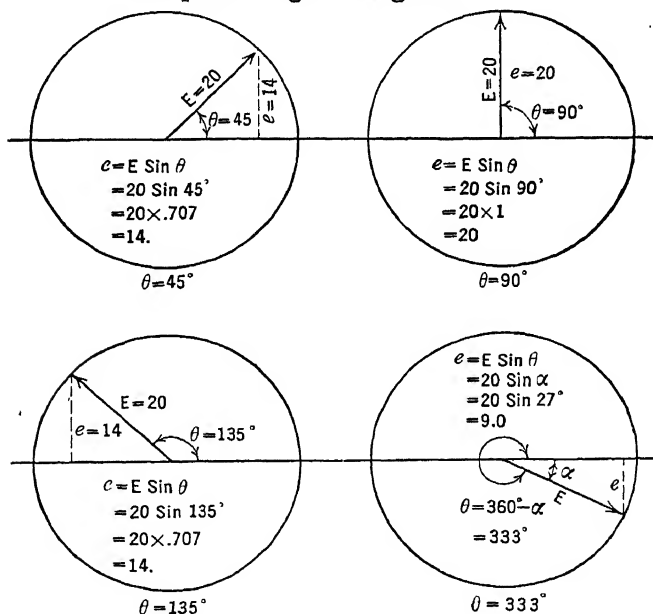 E=20
e=14
θ=45
e=E Sin θ
=20 Sin 45°
=20×.707
=14.
θ=45°
E=20
e=20
θ=90°
e=E Sin θ
=20 Sin 90°
=20×1
=20
θ=90°
E=20
e=14
θ=135°
e=E Sin θ
=20 Sin 135°
=20×.707
=14.
θ=135°
e=E Sin θ
=20 Sin α
=20 Sin 27°
=9.0
α
e
E
θ=360°-α
=333°
θ=333°